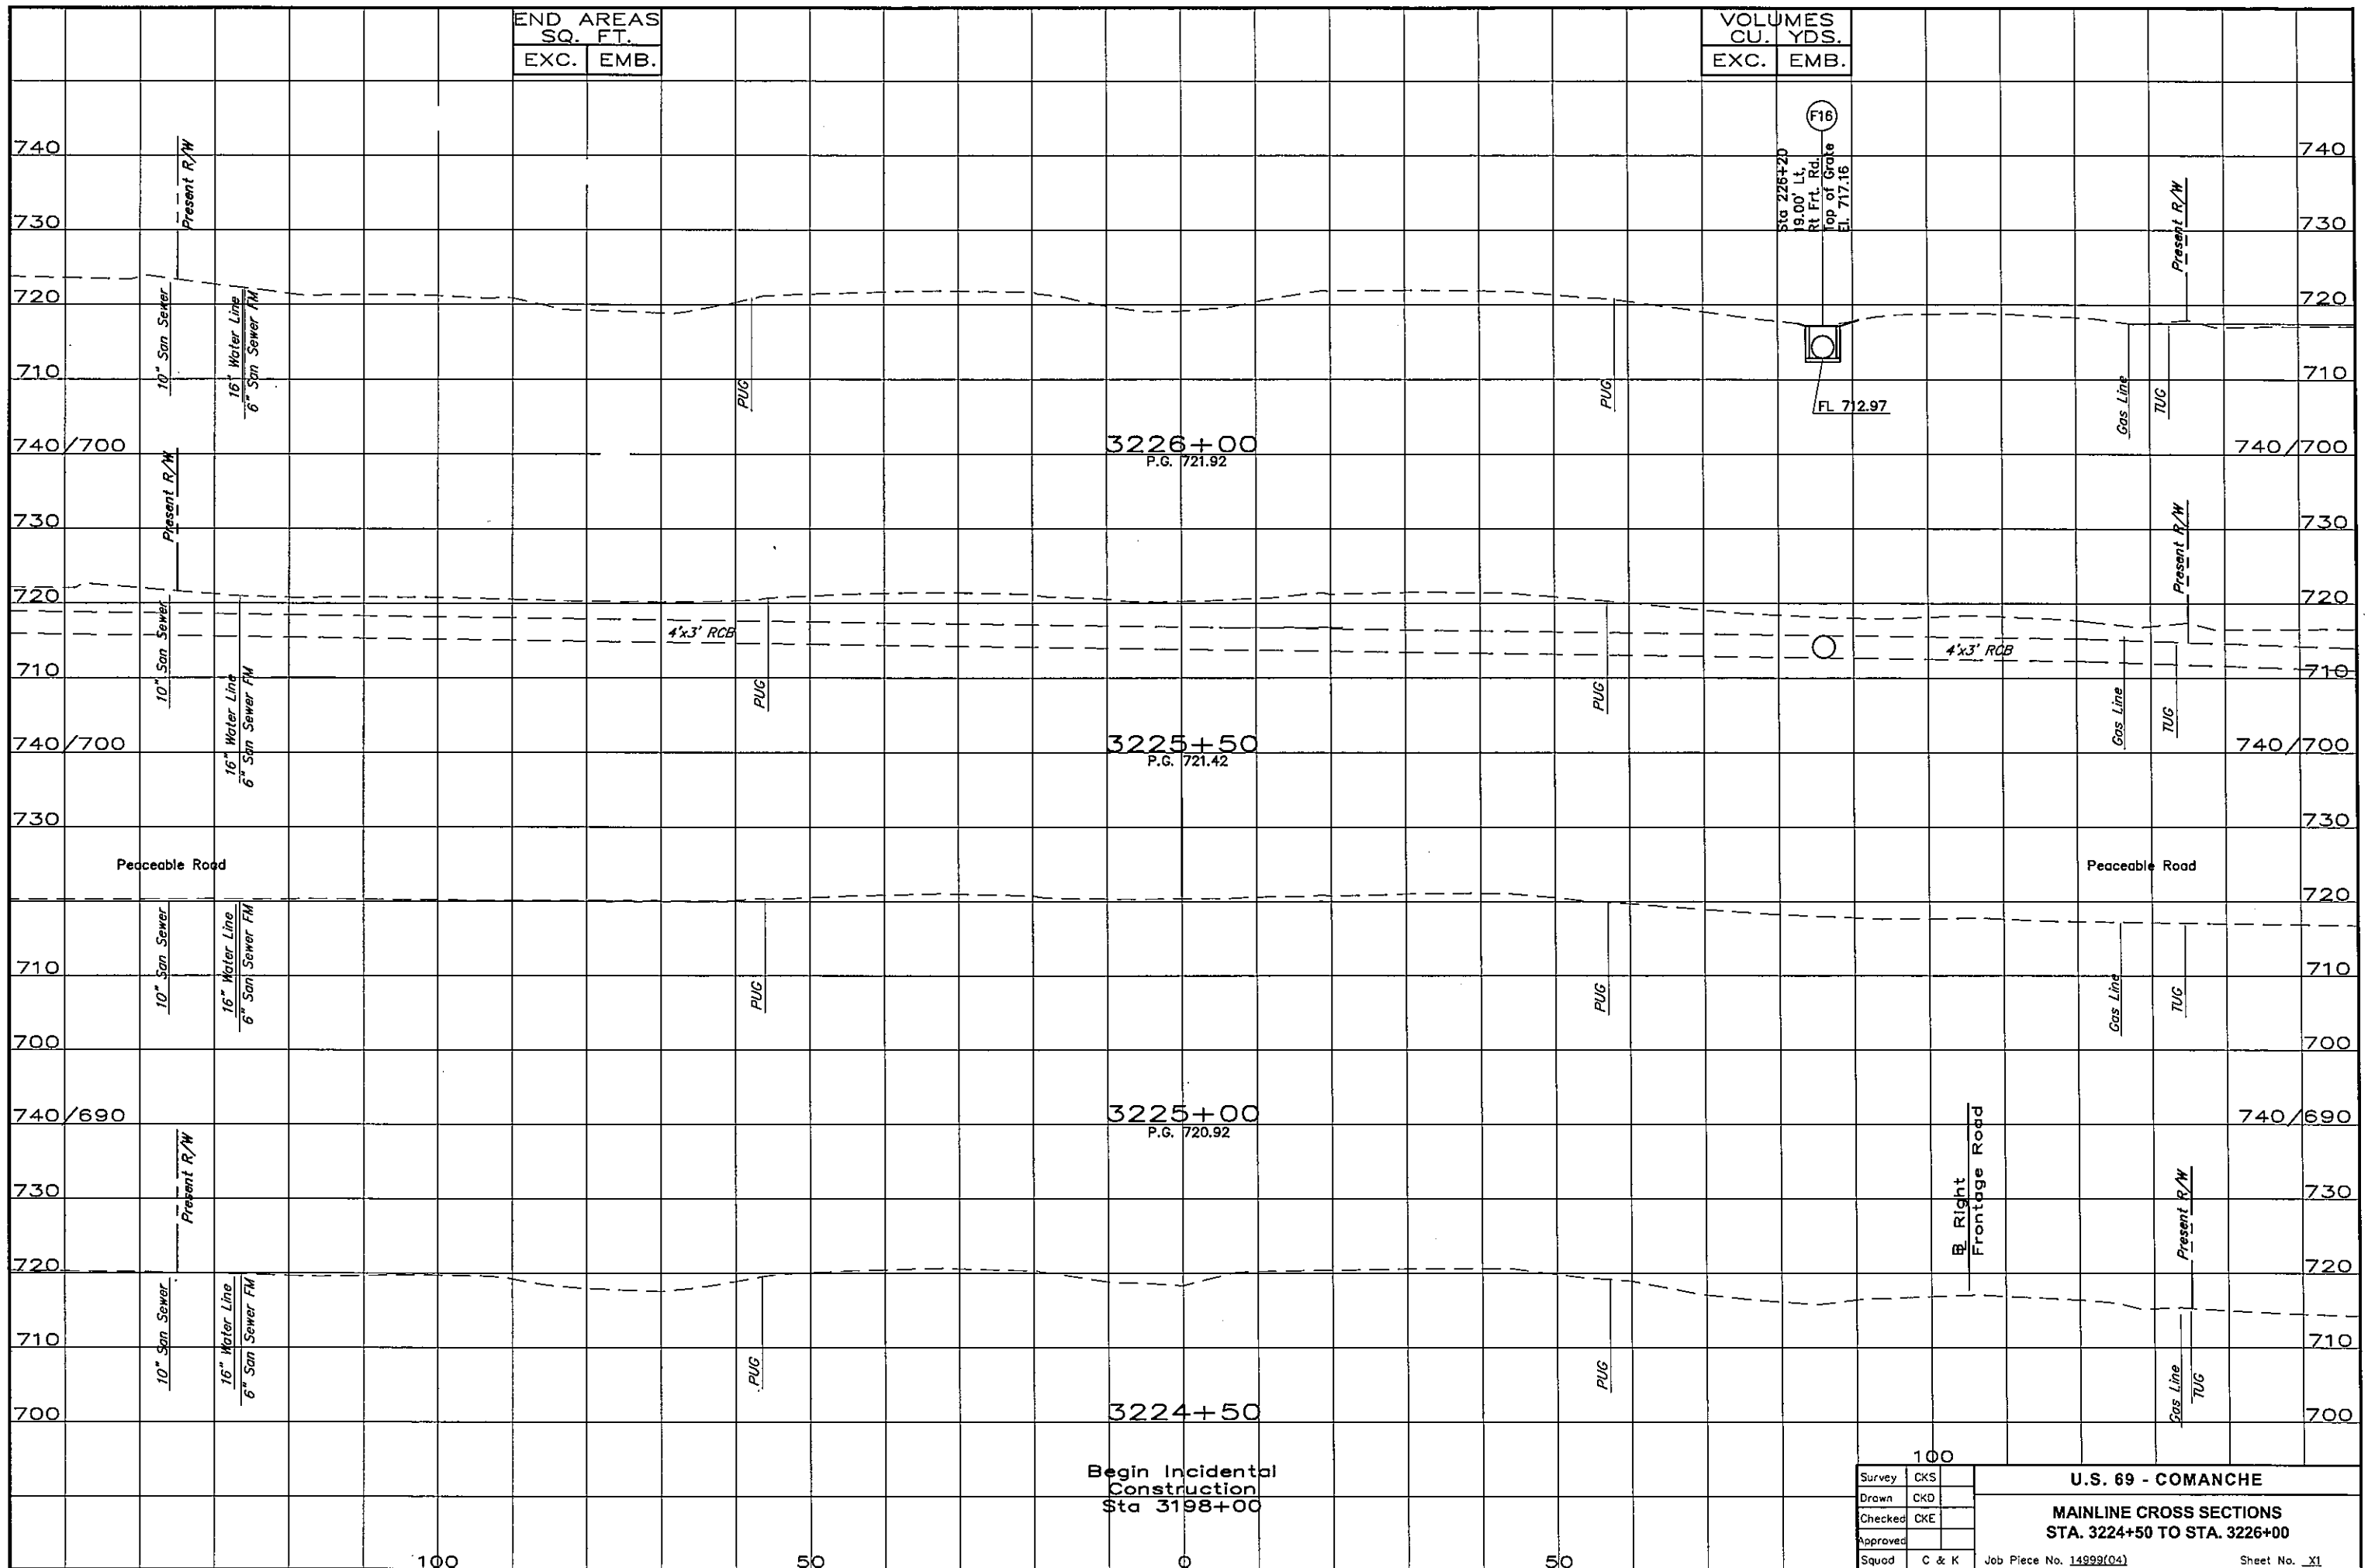 END AREAS
SQ. FT.
EXC. EMB.
VOLUMES
CU. YDS.
EXC. EMB.
F16
Sta 226+20
19.00' Lt,
Rt Frt. Rd.
Top of Grate
El. 717.16
740
Present R/W
740
730
Present R/W
730
720
10" San Sewer
16" Water Line
6" San Sewer FM
720
710
PUG
PUG
FL 712.97
Gas Line
TUG
710
740/700
3226+00
P.G. 721.92
740/700
Present R/W
730
Present R/W
730
720
10" San Sewer
4'x3' RCB
4'x3' RCB
720
710
16" Water Line
6" San Sewer FM
PUG
PUG
Gas Line
TUG
710
740/700
3225+50
P.G. 721.42
740/700
730
730
Peaceable Road
Peaceable Road
720
10" San Sewer
16" Water Line
6" San Sewer FM
720
710
PUG
PUG
Gas Line
TUG
710
700
700
740/690
3225+00
P.G. 720.92
740/690
Present R/W
730
Right
Frontage Road
Present R/W
730
720
10" San Sewer
16" Water Line
6" San Sewer FM
720
710
PUG
PUG
Gas Line
TUG
710
700
3224+50
700
Begin Incidental
Construction
Sta 3198+00
100
100 50 0 50
Survey CKS
Drawn CKD
Checked CKE
Approved
Squad C & K
U.S. 69 - COMANCHE
MAINLINE CROSS SECTIONS
STA. 3224+50 TO STA. 3226+00
Job Piece No. 14999(04) Sheet No. X1